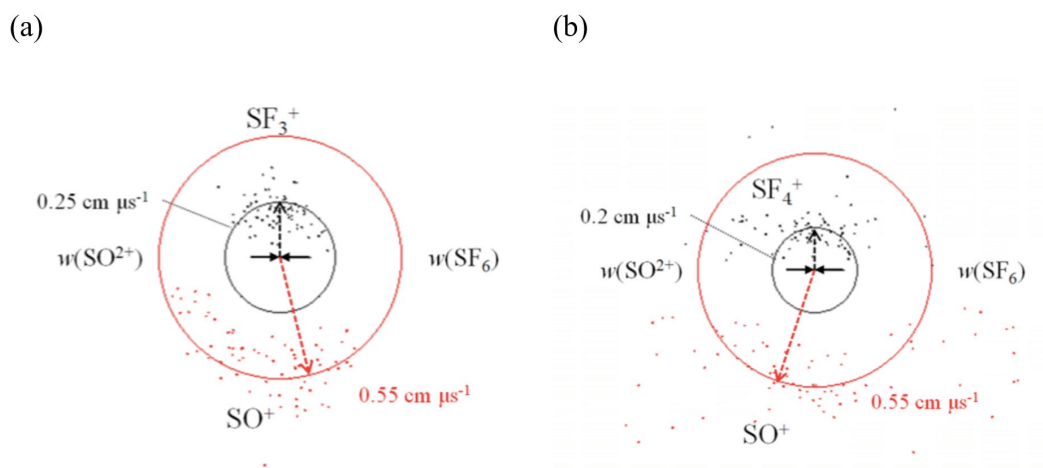 (a)
SF₃⁺
0.25 cm μs⁻¹
w(SO²⁺)
w(SF₆)
0.55 cm μs⁻¹
SO⁺
(b)
SF₄⁺
0.2 cm μs⁻¹
w(SO²⁺)
w(SF₆)
0.55 cm μs⁻¹
SO⁺